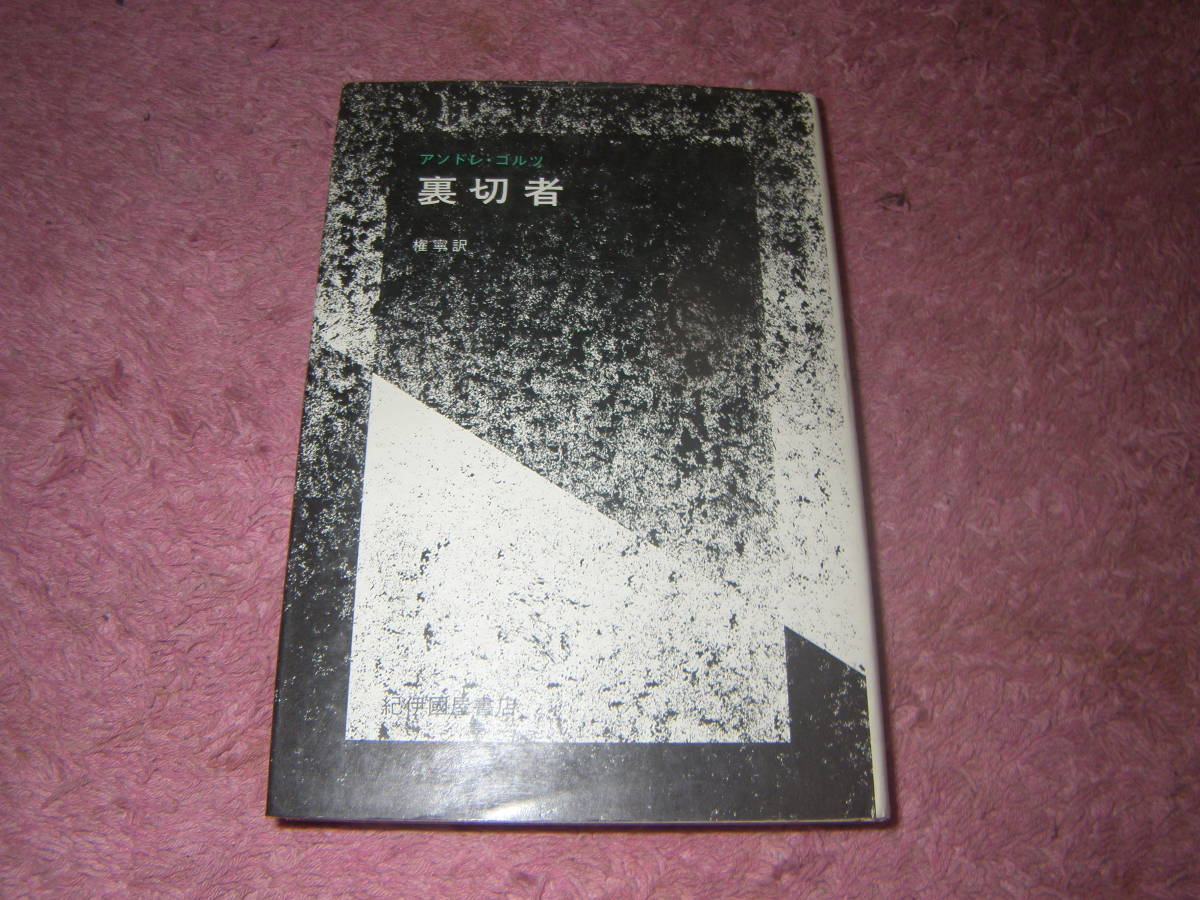 アンドレ・ゴルツ
裏切者
権寧訳
紀伊國屋書店